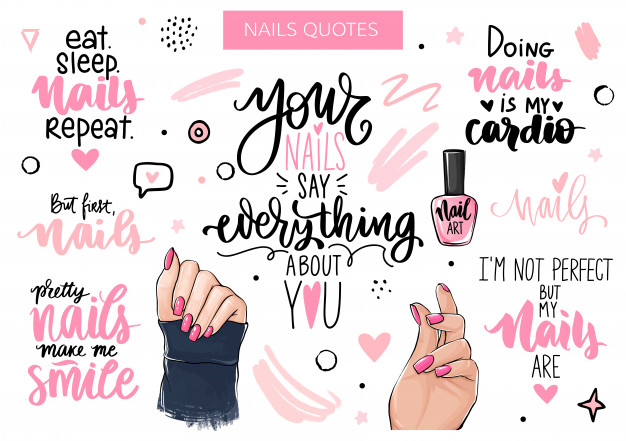 NAILS QUOTES
eat.
SLEEP.
Nails
REPEAT.
your
NAILS
SAY
everything
ABOUT
YOU
DOING
nails
IS MY
cardio
But first,
nails
Nail
ART
nails
pretty
nails
make me
smile
I'M NOT PERFECT
BUT
MY
Nails
ARE